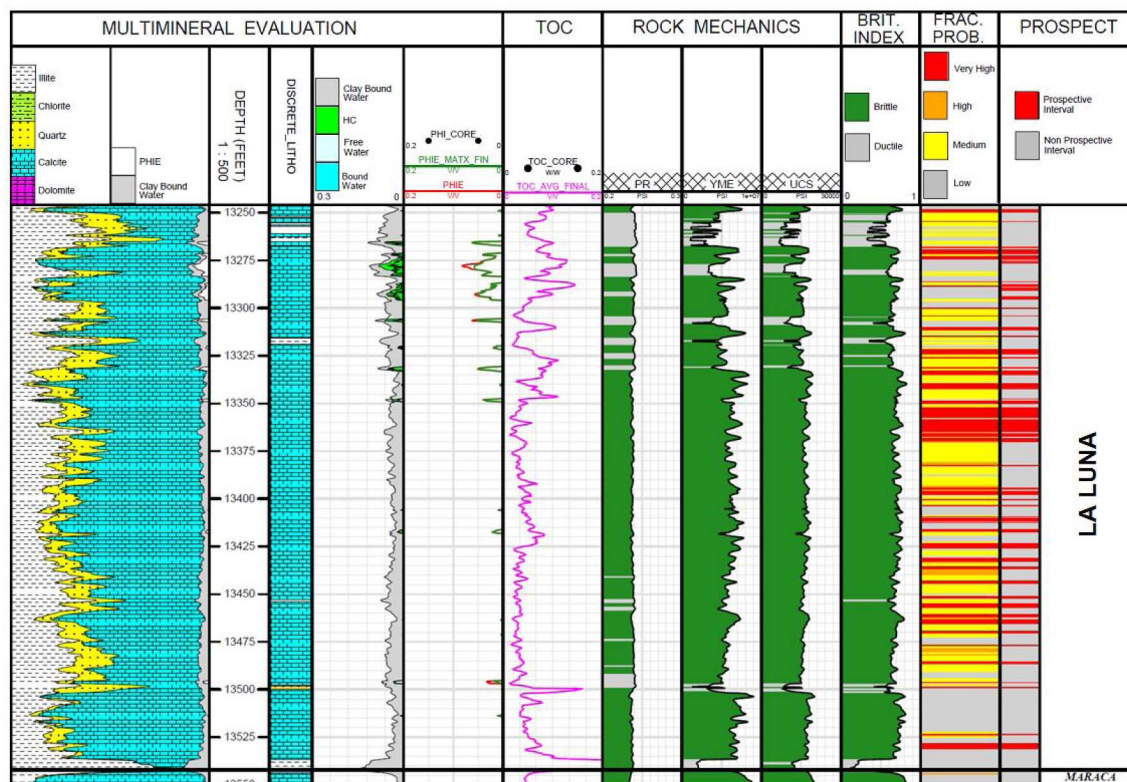 MULTIMINERAL EVALUATION
TOC
ROCK MECHANICS
BRIT.
INDEX
FRAC.
PROB.
PROSPECT
Illite
Chlorite
Quartz
Calcite
Dolomite
PHIE
Clay Bound
Water
DEPTH (FEET)
1 : 500
DISCRETE_LITHO
Clay Bound
Water
HC
Free
Water
Bound
Water
0.3 0
PHI_CORE
0.2 0
PHIE_MATX_FIN
0.2 V/V 0
PHIE
0.2 V/V 0
TOC_CORE
0 W/W 0.2
TOC_AVG_FINAL
0 V/V 0.2
PR
PSI
YME
PSI 1e+07
UCS
PSI 30000
Brittle
Ductile
0 1
Very High
High
Medium
Low
Prospective
Interval
Non Prospective
Interval
13250
13275
13300
13325
13350
13375
13400
13425
13450
13475
13500
13525
13550
LA LUNA
MARACA